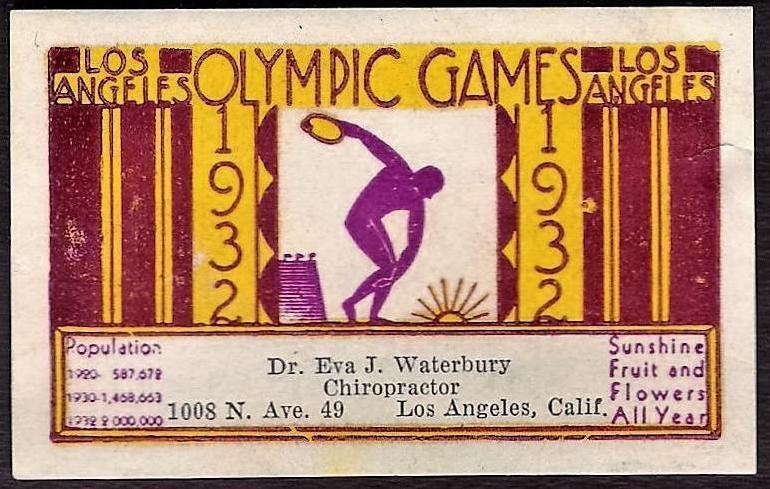 LOS ANGELES
OLYMPIC GAMES
LOS ANGELES
1932
1932
Population
1920- 587,678
1930-1,468,663
1932 2 000,000
Dr. Eva J. Waterbury
Chiropractor
1008 N. Ave. 49 Los Angeles, Calif.
Sunshine
Fruit and
Flowers
All Year